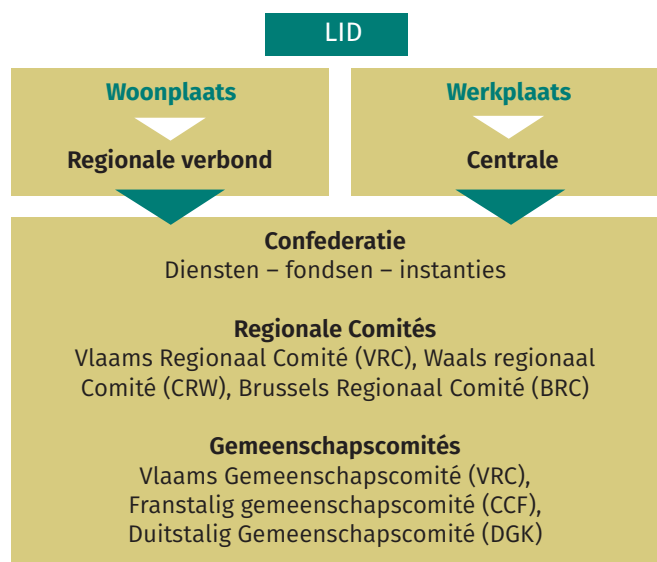 LID
Woonplaats
Regionale verbond
Werkplaats
Centrale
Confederatie
Diensten – fondsen – instanties
Regionale Comités
Vlaams Regionaal Comité (VRC), Waals regionaal
Comité (CRW), Brussels Regionaal Comité (BRC)
Gemeenschapscomités
Vlaams Gemeenschapscomité (VRC),
Franstalig gemeenschapscomité (CCF),
Duitstalig Gemeenschapscomité (DGK)